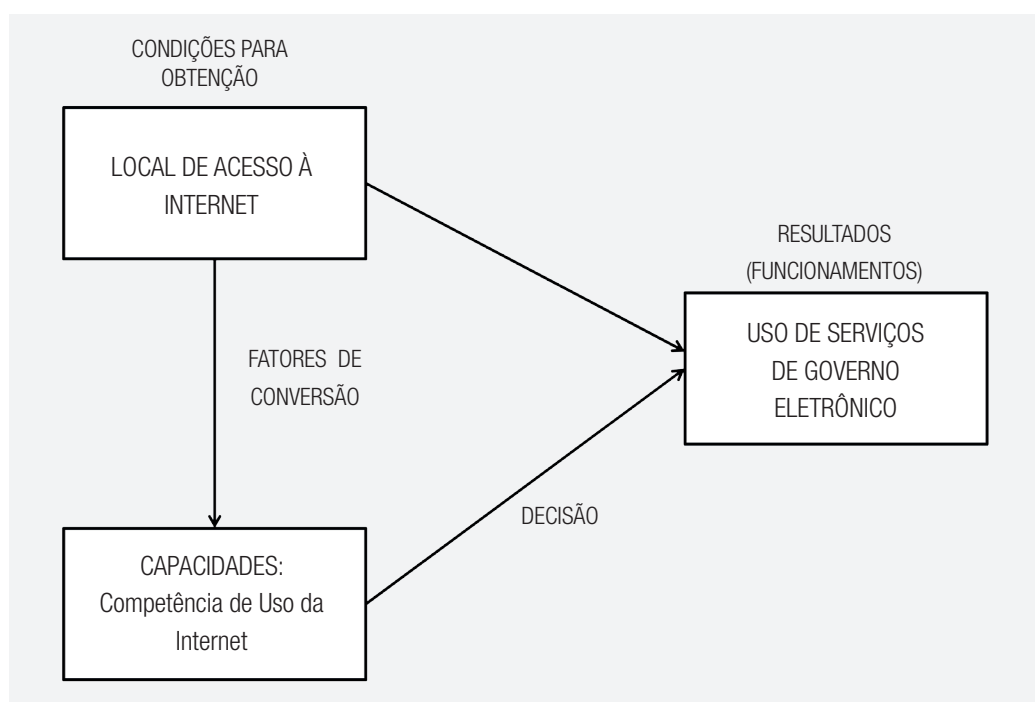 CONDIÇÕES PARA
OBTENÇÃO
LOCAL DE ACESSO À
INTERNET
RESULTADOS
(FUNCIONAMENTOS)
USO DE SERVIÇOS
DE GOVERNO
ELETRÔNICO
FATORES DE
CONVERSÃO
DECISÃO
CAPACIDADES:
Competência de Uso da
Internet